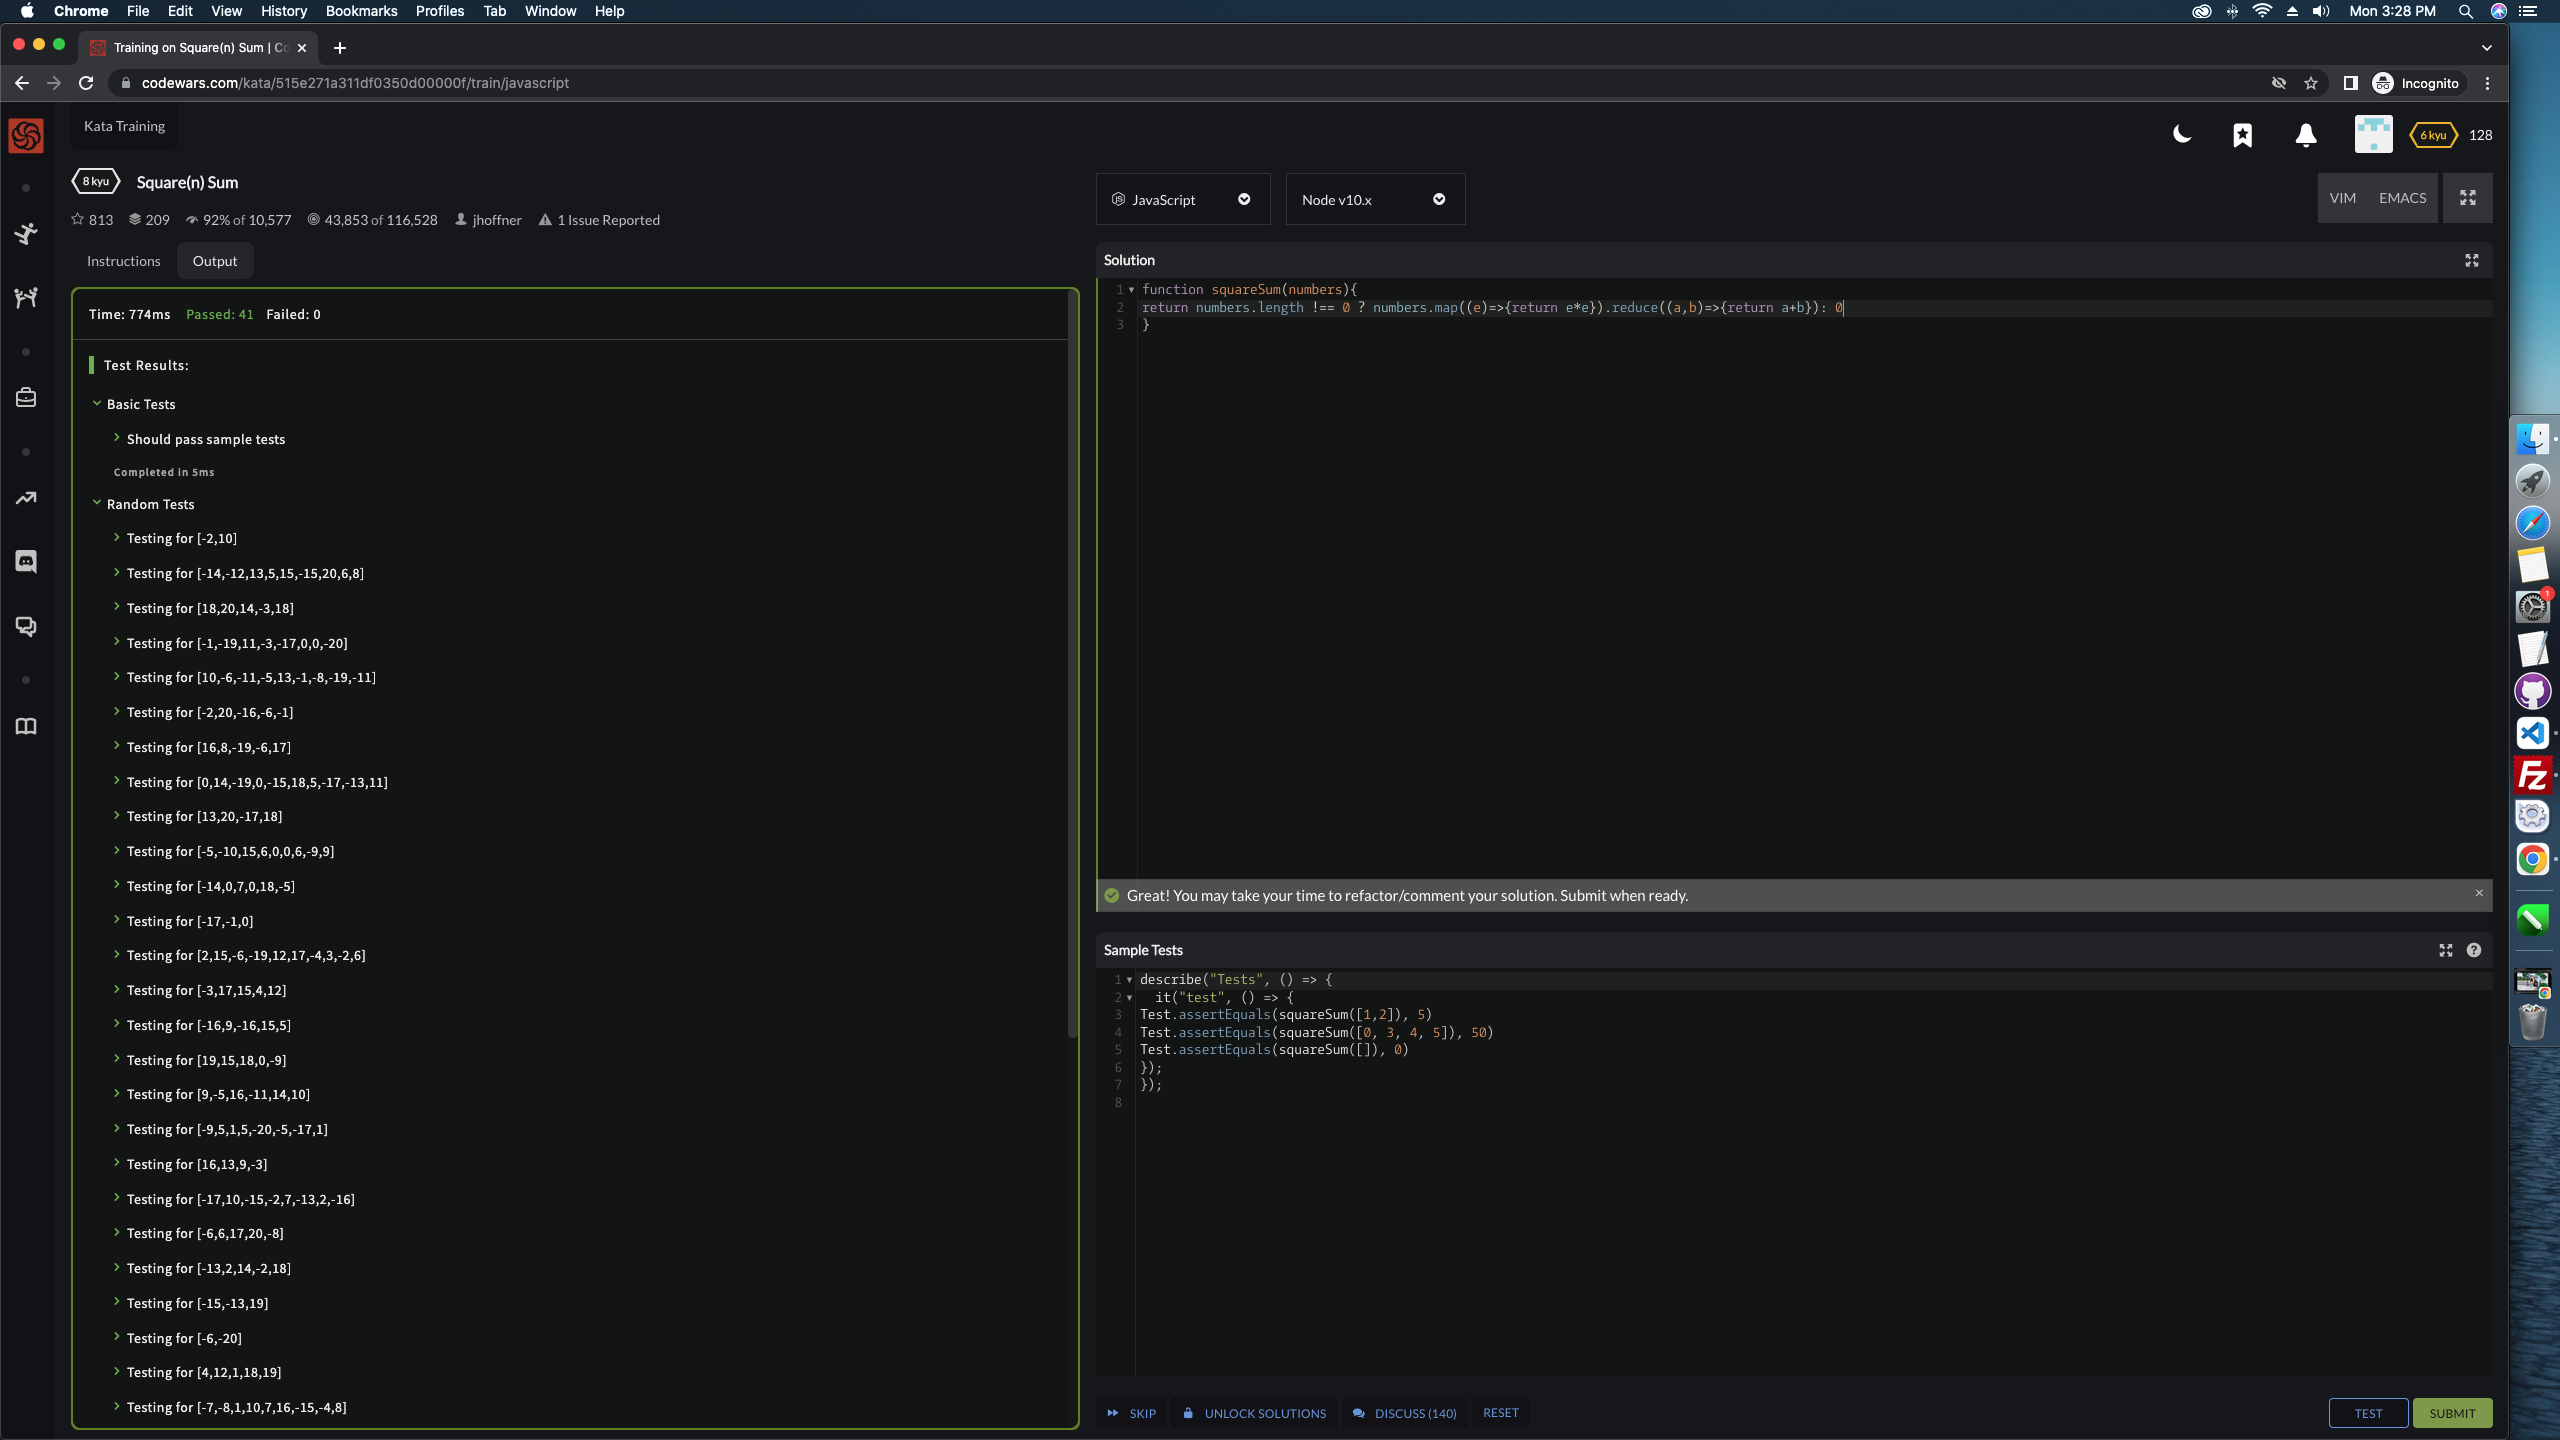 Chrome File Edit View History Bookmarks Profiles Tab Window Help
Mon 3:28 PM
Training on Square(n) Sum | Co
codewars.com/kata/515e271a311df0350d00000f/train/javascript
Incognito
Kata Training
6 kyu 128
8 kyu Square(n) Sum
813 209 92% of 10,577 43,853 of 116,528 jhoffner 1 Issue Reported
Instructions Output
Time: 774ms Passed: 41 Failed: 0
Test Results:
Basic Tests
Should pass sample tests
Completed in 5ms
Random Tests
Testing for [-2,10]
Testing for [-14,-12,13,5,15,-15,20,6,8]
Testing for [18,20,14,-3,18]
Testing for [-1,-19,11,-3,-17,0,0,-20]
Testing for [10,-6,-11,-5,13,-1,-8,-19,-11]
Testing for [-2,20,-16,-6,-1]
Testing for [16,8,-19,-6,17]
Testing for [0,14,-19,0,-15,18,5,-17,-13,11]
Testing for [13,20,-17,18]
Testing for [-5,-10,15,6,0,0,6,-9,9]
Testing for [-14,0,7,0,18,-5]
Testing for [-17,-1,0]
Testing for [2,15,-6,-19,12,17,-4,3,-2,6]
Testing for [-3,17,15,4,12]
Testing for [-16,9,-16,15,5]
Testing for [19,15,18,0,-9]
Testing for [9,-5,16,-11,14,10]
Testing for [-9,5,1,5,-20,-5,-17,1]
Testing for [16,13,9,-3]
Testing for [-17,10,-15,-2,7,-13,2,-16]
Testing for [-6,6,17,20,-8]
Testing for [-13,2,14,-2,18]
Testing for [-15,-13,19]
Testing for [-6,-20]
Testing for [4,12,1,18,19]
Testing for [-7,-8,1,10,7,16,-15,-4,8]
JavaScript Node v10.x
VIM EMACS
Solution
1 function squareSum(numbers){
2 return numbers.length !== 0 ? numbers.map((e)=>{return e*e}).reduce((a,b)=>{return a+b}): 0
3 }
Great! You may take your time to refactor/comment your solution. Submit when ready.
Sample Tests
1 describe("Tests", () => {
2 it("test", () => {
3 Test.assertEquals(squareSum([1,2]), 5)
4 Test.assertEquals(squareSum([0, 3, 4, 5]), 50)
5 Test.assertEquals(squareSum([]), 0)
6 });
7 });
8
SKIP UNLOCK SOLUTIONS DISCUSS (140) RESET TEST SUBMIT
1
Fz